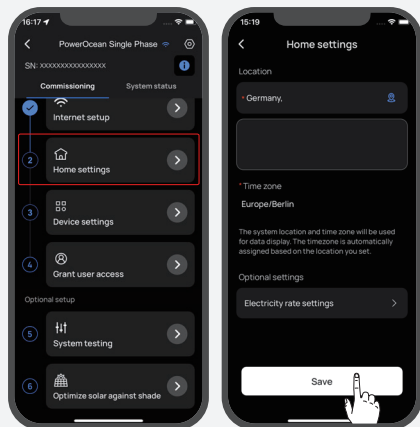 16:17
PowerOcean Single Phase
SN: XXXXXXXXXXXXXXXX
Commissioning
System status
Internet setup
2
Home settings
3
Device settings
4
Grant user access
Optional setup
5
System testing
6
Optimize solar against shade
15:19
Home settings
Location
* Germany,
* Time zone
Europe/Berlin
The system location and time zone will be used
for data display. The timezone is automatically
assigned based on the location you set.
Optional settings
Electricity rate settings
Save